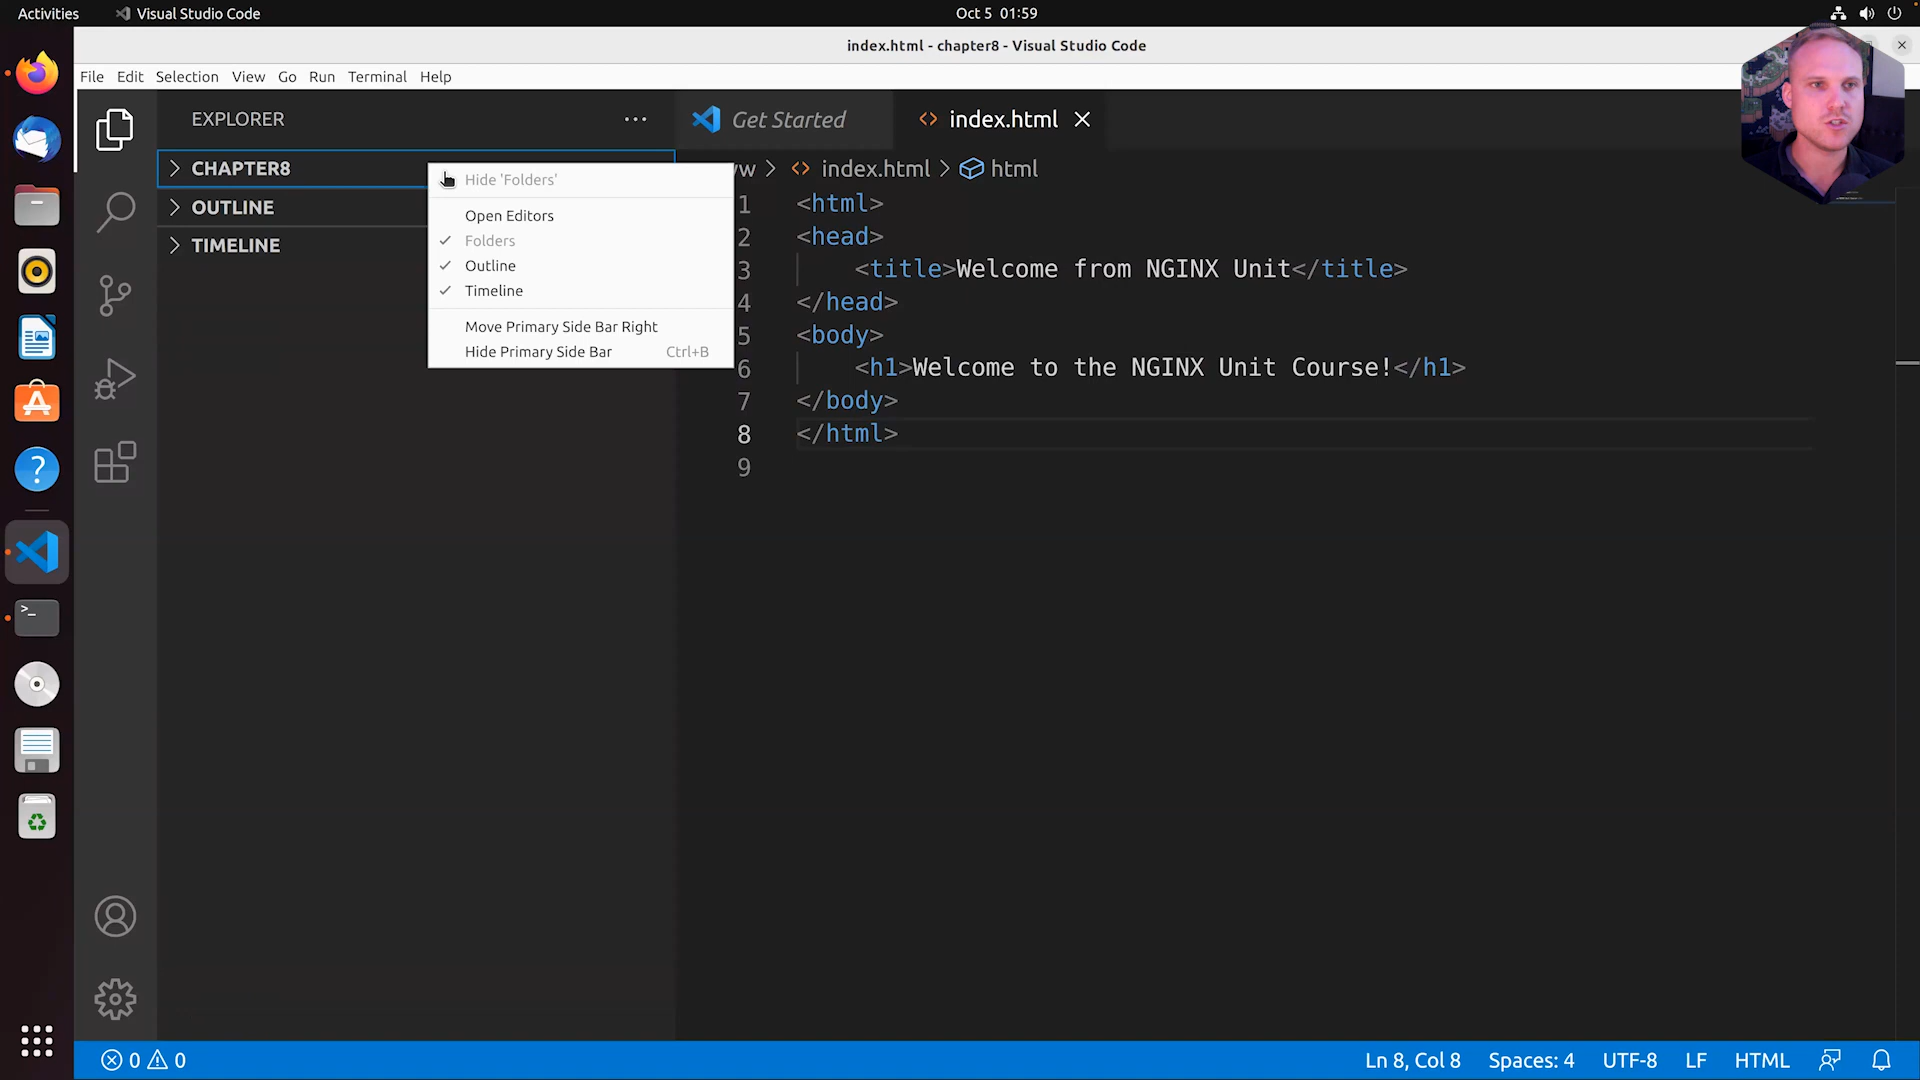 Activities
Visual Studio Code
Oct 5 01:59
index.html - chapter8 - Visual Studio Code
File Edit Selection View Go Run Terminal Help
EXPLORER
Get Started
index.html
CHAPTER8
OUTLINE
TIMELINE
Hide 'Folders'
Open Editors
Folders
Outline
Timeline
Move Primary Side Bar Right
Hide Primary Side Bar Ctrl+B
index.html > html
1 <html>
2 <head>
3 <title>Welcome from NGINX Unit</title>
4 </head>
5 <body>
6 <h1>Welcome to the NGINX Unit Course!</h1>
7 </body>
8 </html>
9
0 0
Ln 8, Col 8 Spaces: 4 UTF-8 LF HTML